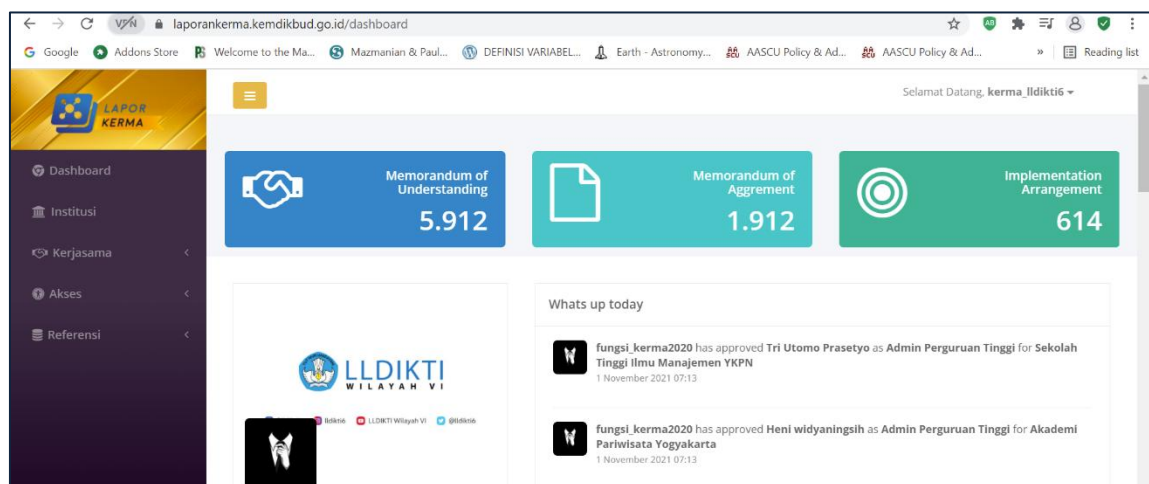 VPN laporankerma.kemdikbud.go.id/dashboard
Google Addons Store Welcome to the Ma... Mazmanian & Paul... DEFINISI VARIABEL... Earth - Astronomy... AASCU Policy & Ad... AASCU Policy & Ad... » Reading list
LAPOR
KERMA
Selamat Datang, kerma_lldikti6
Dashboard
Institusi
Kerjasama
Akses
Referensi
Memorandum of
Understanding
5.912
Memorandum of
Aggrement
1.912
Implementation
Arrangement
614
LLDIKTI
WILAYAH VI
lldikti6 LLDIKTI Wilayah VI @lldikti6
Whats up today
fungsi_kerma2020 has approved Tri Utomo Prasetyo as Admin Perguruan Tinggi for Sekolah
Tinggi Ilmu Manajemen YKPN
1 November 2021 07:13
fungsi_kerma2020 has approved Heni widyaningsih as Admin Perguruan Tinggi for Akademi
Pariwisata Yogyakarta
1 November 2021 07:13